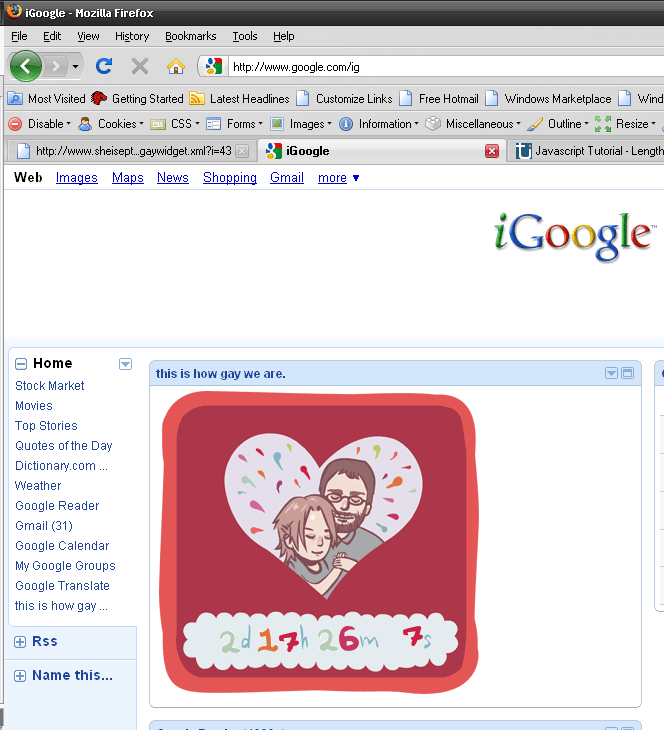 iGoogle - Mozilla Firefox
File Edit View History Bookmarks Tools Help
http://www.google.com/ig
Most Visited Getting Started Latest Headlines Customize Links Free Hotmail Windows Marketplace Wind
Disable Cookies CSS Forms Images Information Miscellaneous Outline Resize
http://www.sheisept...gaywidget.xml?i=43 iGoogle Javascript Tutorial - Length
Web Images Maps News Shopping Gmail more ▼
iGoogle™
Home
Stock Market
Movies
Top Stories
Quotes of the Day
Dictionary.com ...
Weather
Google Reader
Gmail (31)
Google Calendar
My Google Groups
Google Translate
this is how gay ...
Rss
Name this...
this is how gay we are.
2d 17h 26m 7s